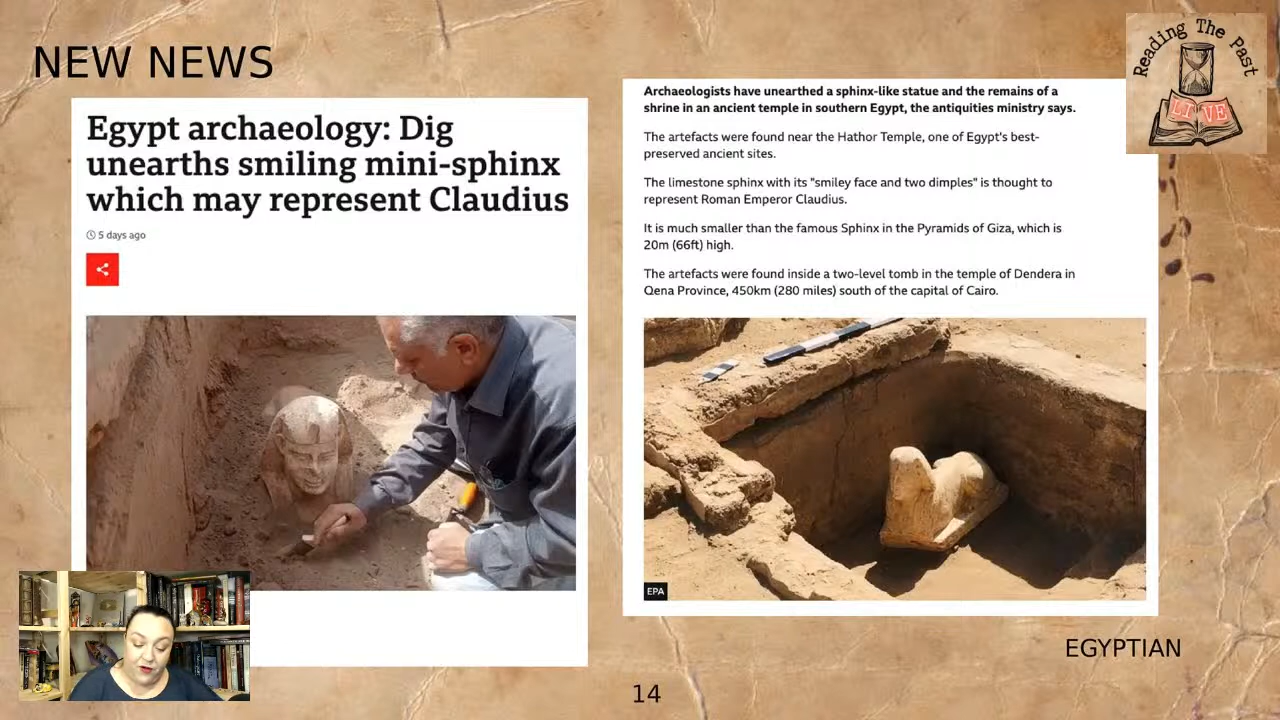 NEW NEWS
Egypt archaeology: Dig
unearths smiling mini-sphinx
which may represent Claudius
5 days ago
Archaeologists have unearthed a sphinx-like statue and the remains of a
shrine in an ancient temple in southern Egypt, the antiquities ministry says.
The artefacts were found near the Hathor Temple, one of Egypt's best-
preserved ancient sites.
The limestone sphinx with its "smiley face and two dimples" is thought to
represent Roman Emperor Claudius.
It is much smaller than the famous Sphinx in the Pyramids of Giza, which is
20m (66ft) high.
The artefacts were found inside a two-level tomb in the temple of Dendera in
Qena Province, 450km (280 miles) south of the capital of Cairo.
EPA
Reading The Past
LIVE
EGYPTIAN
14